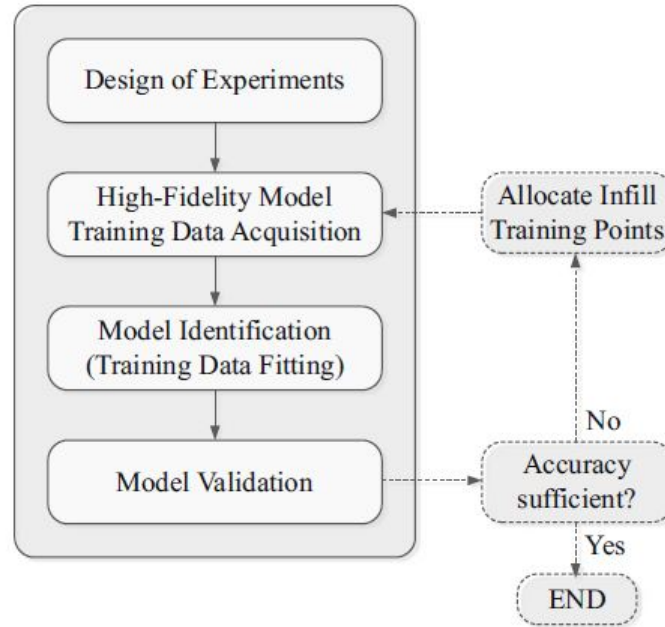 Design of Experiments
High-Fidelity Model
Training Data Acquisition
Allocate Infill
Training Points
Model Identification
(Training Data Fitting)
No
Model Validation
Accuracy
sufficient?
Yes
END